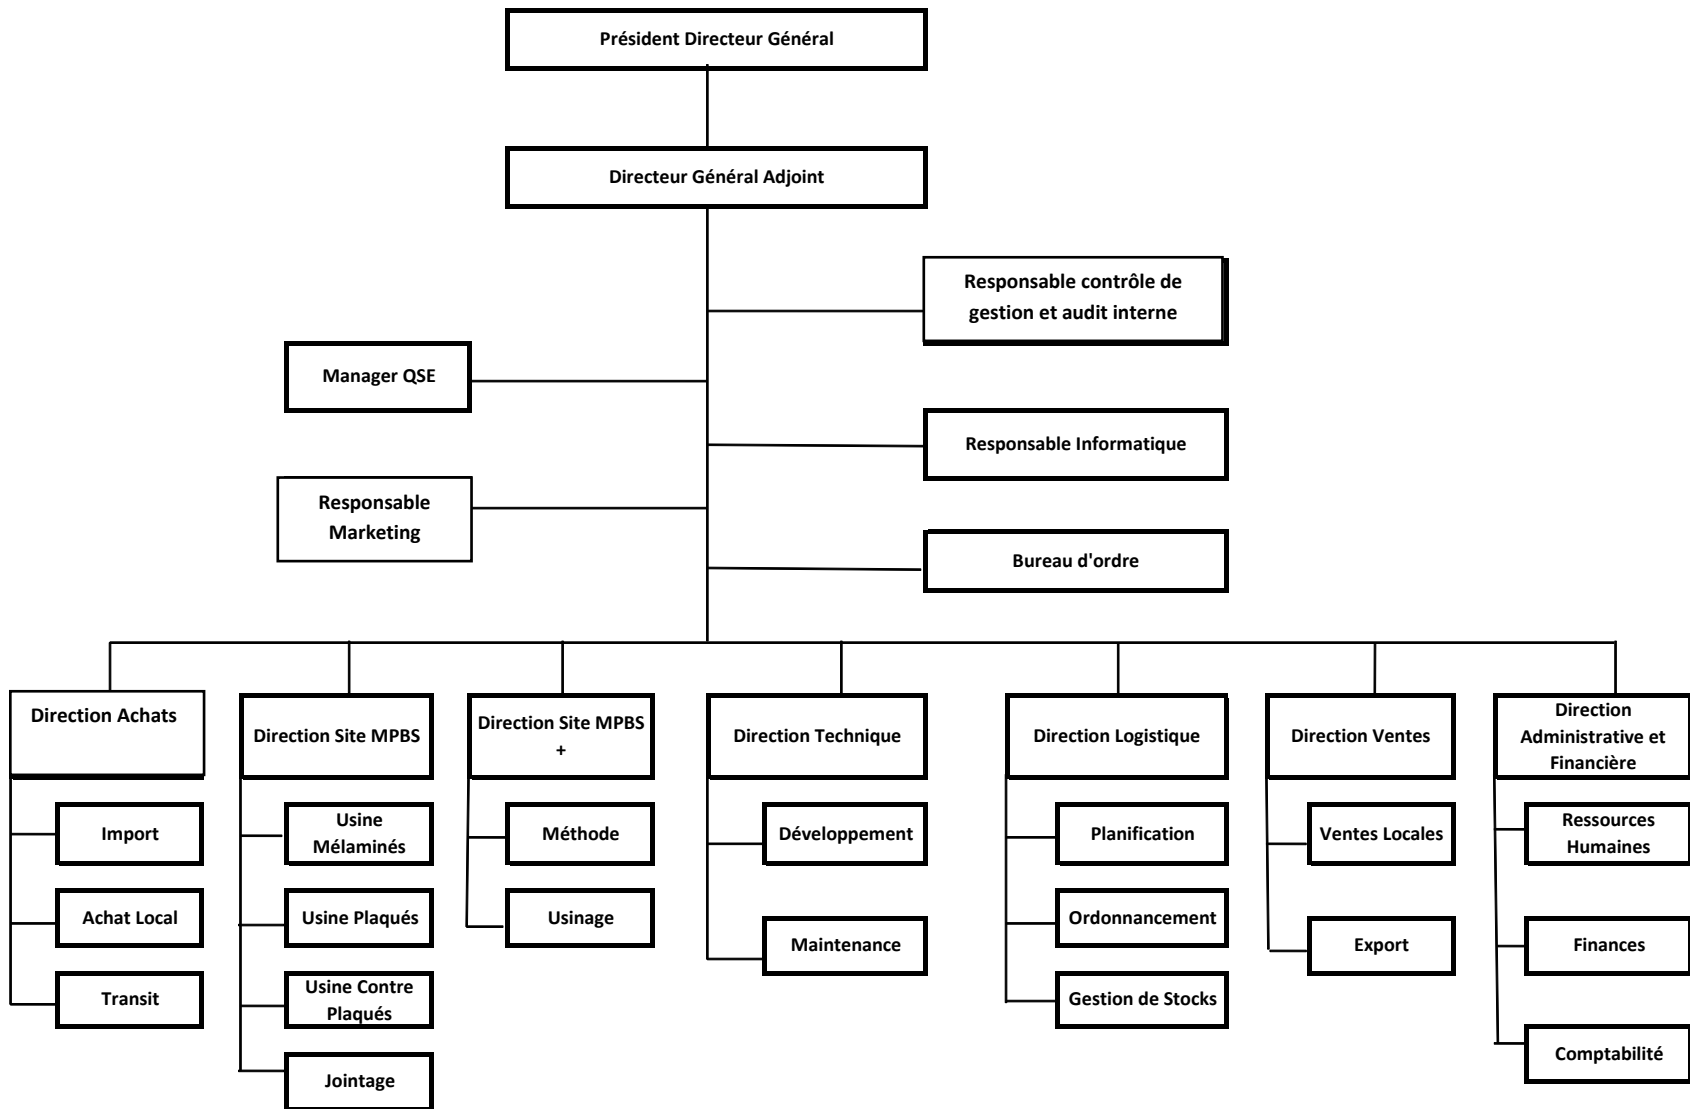 Président Directeur Général
Directeur Général Adjoint
Responsable contrôle de
gestion et audit interne
Manager QSE
Responsable Informatique
Responsable
Marketing
Bureau d'ordre
Direction Achats
Direction Site MPBS
Direction Site MPBS
+
Direction Technique
Direction Logistique
Direction Ventes
Direction
Administrative et
Financière
Import
Usine
Mélaminés
Méthode
Développement
Planification
Ventes Locales
Ressources
Humaines
Achat Local
Usine Plaqués
Usinage
Maintenance
Ordonnancement
Export
Finances
Transit
Usine Contre
Plaqués
Gestion de Stocks
Comptabilité
Jointage